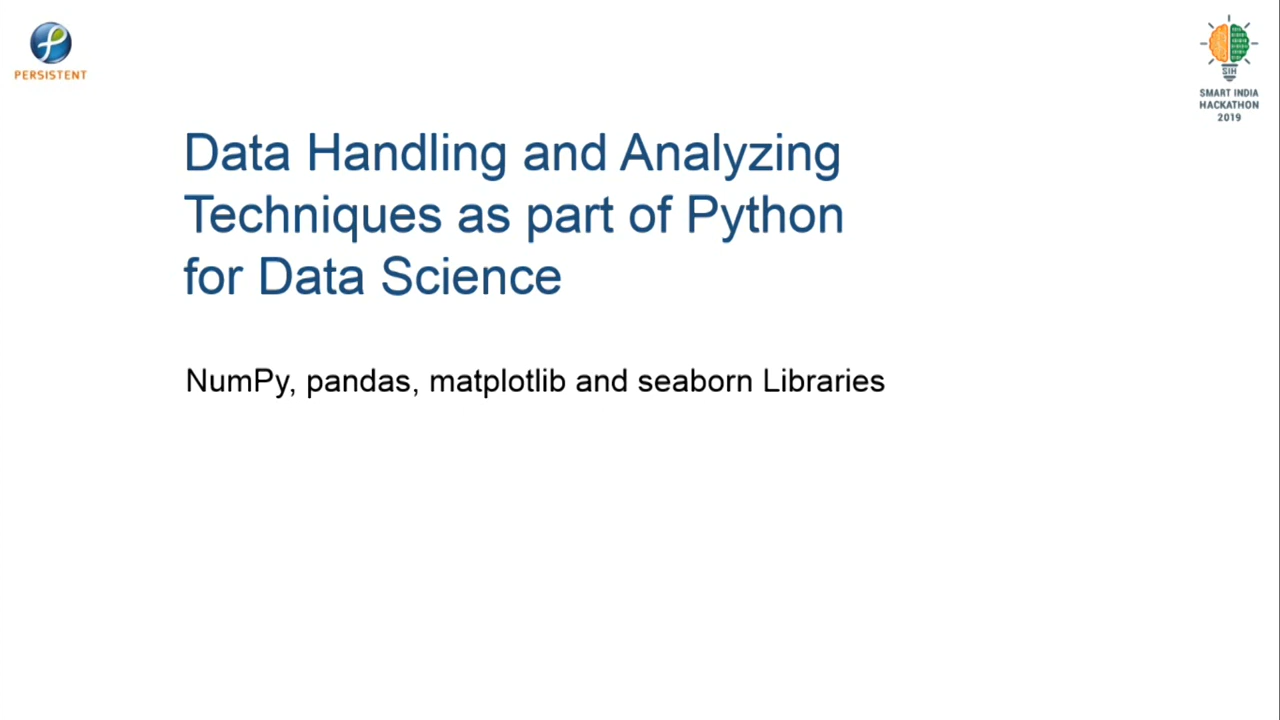 PERSISTENT
SIH
SMART INDIA
HACKATHON
2019
Data Handling and Analyzing
Techniques as part of Python
for Data Science
NumPy, pandas, matplotlib and seaborn Libraries